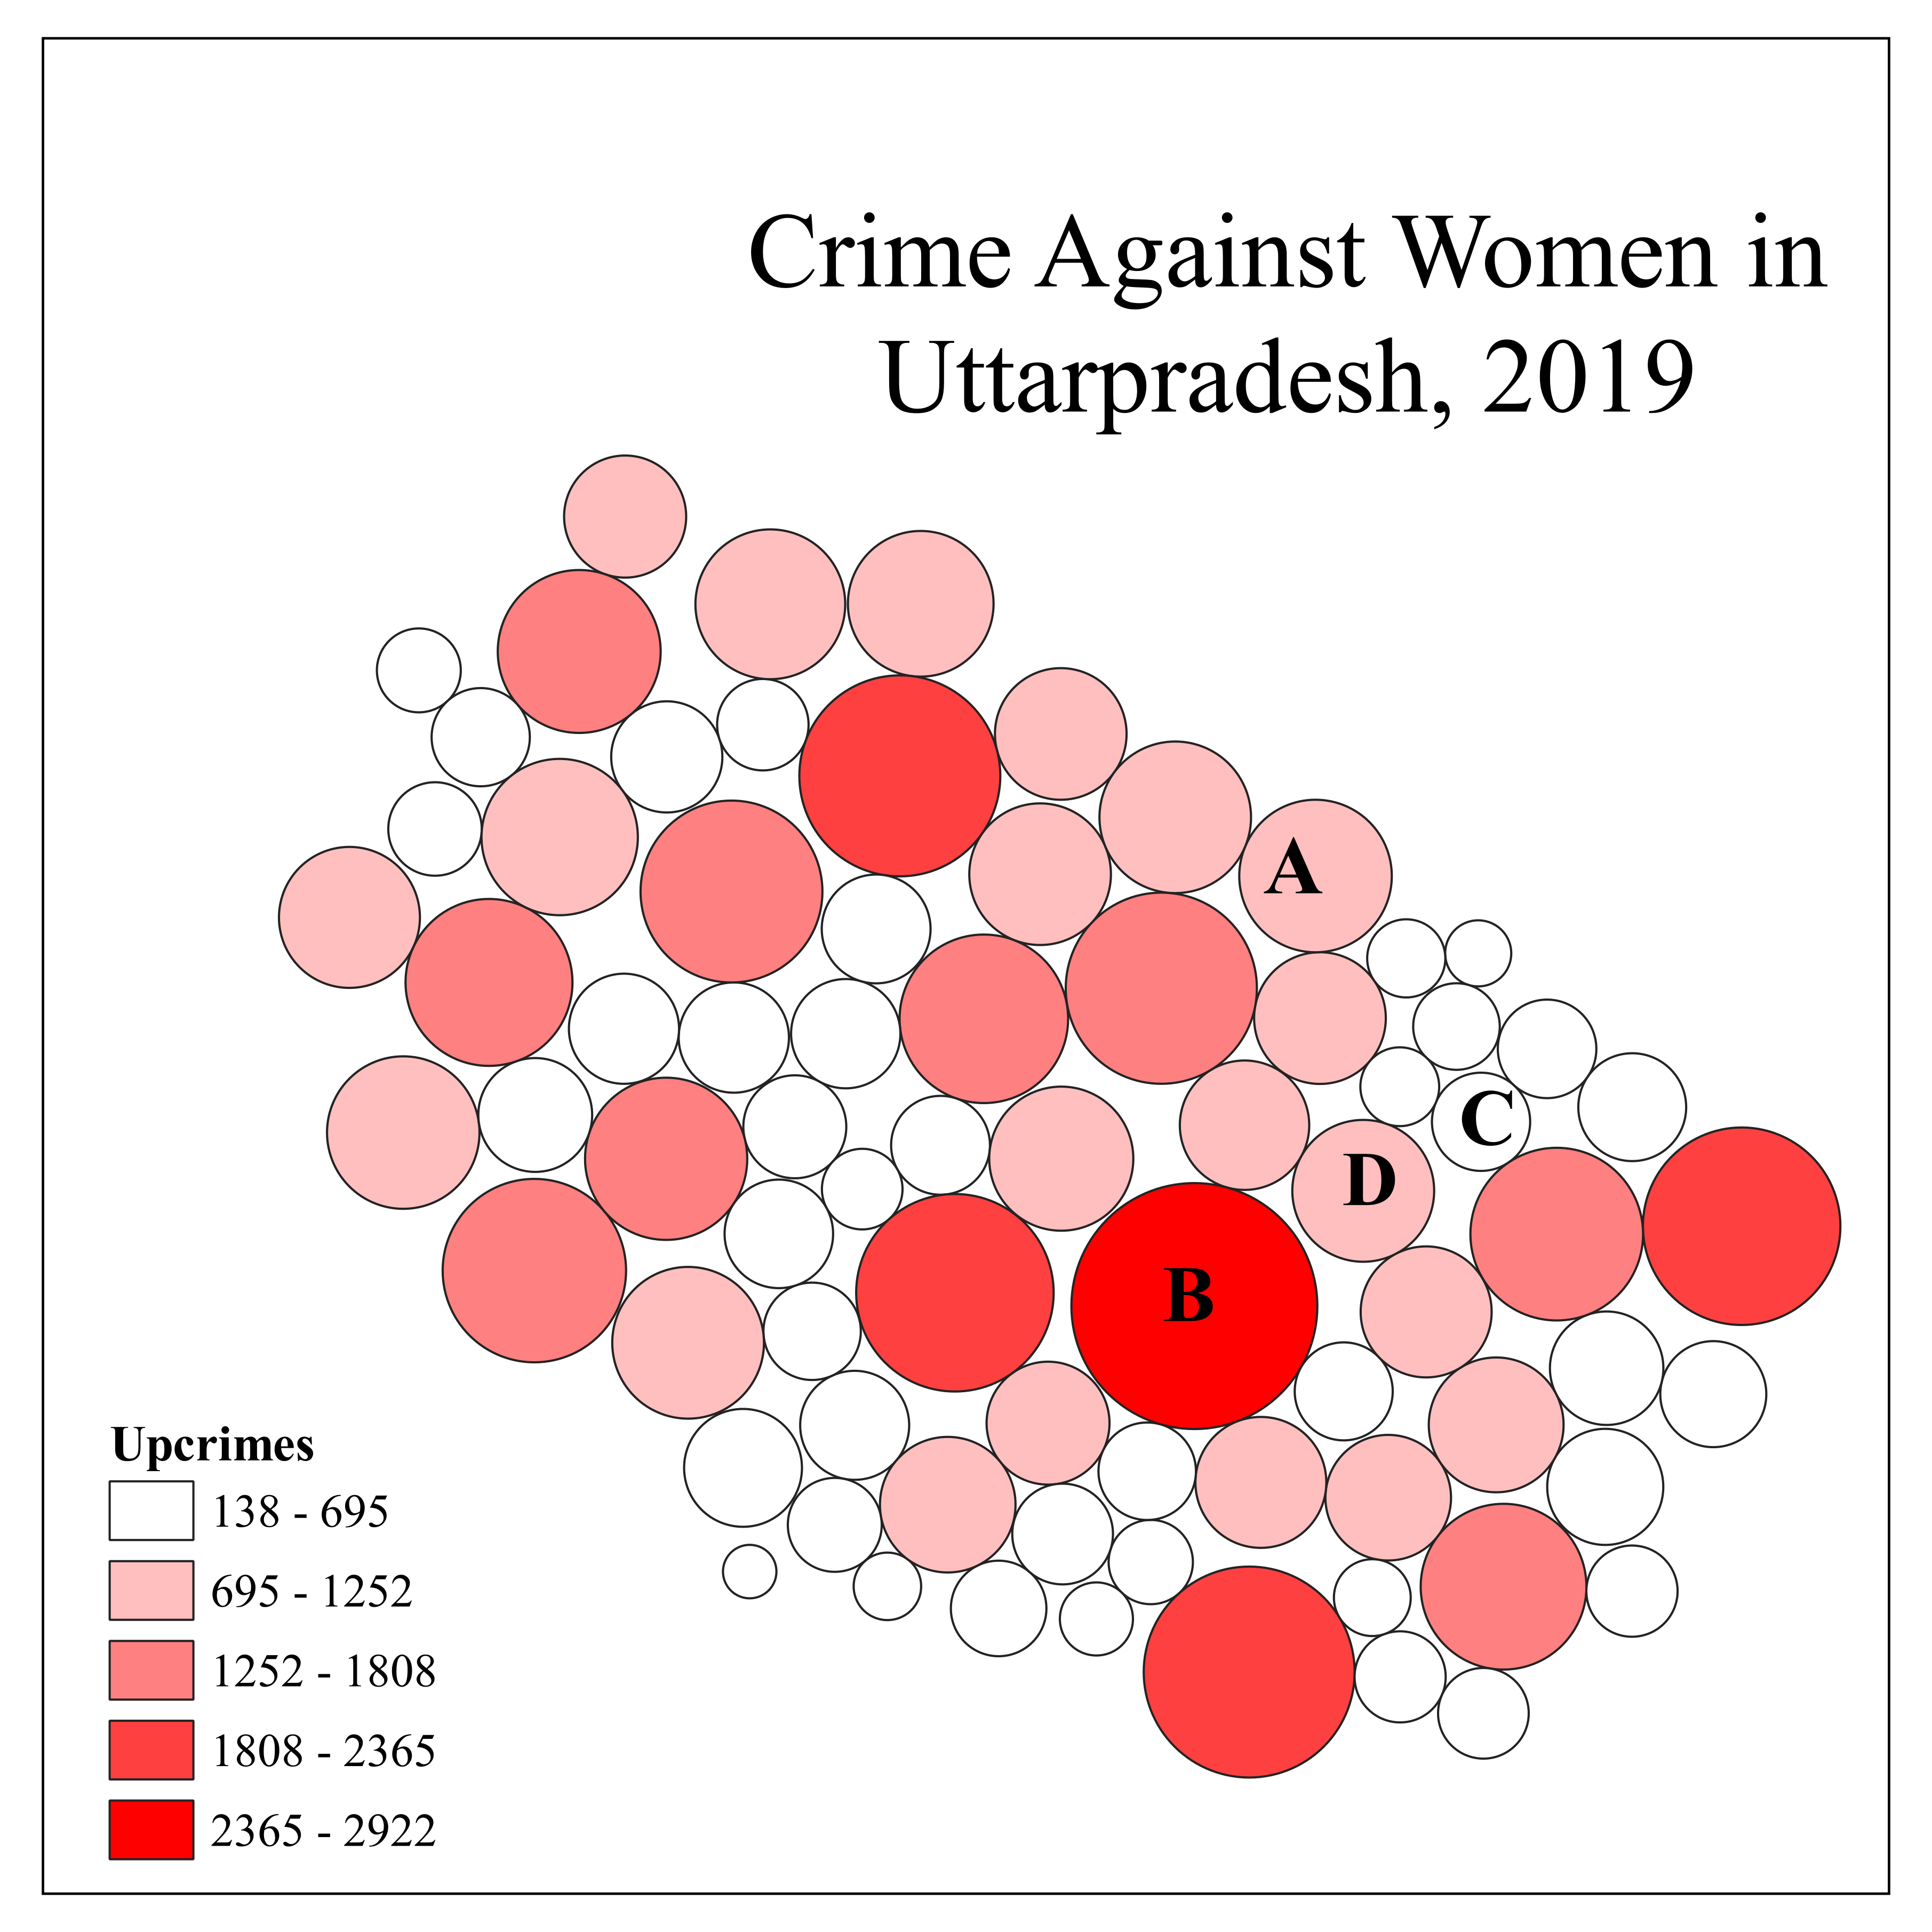 Crime Against Women in
Uttarpradesh, 2019
A
C
D
B
Upcrimes
138 - 695
695 - 1252
1252 - 1808
1808 - 2365
2365 - 2922